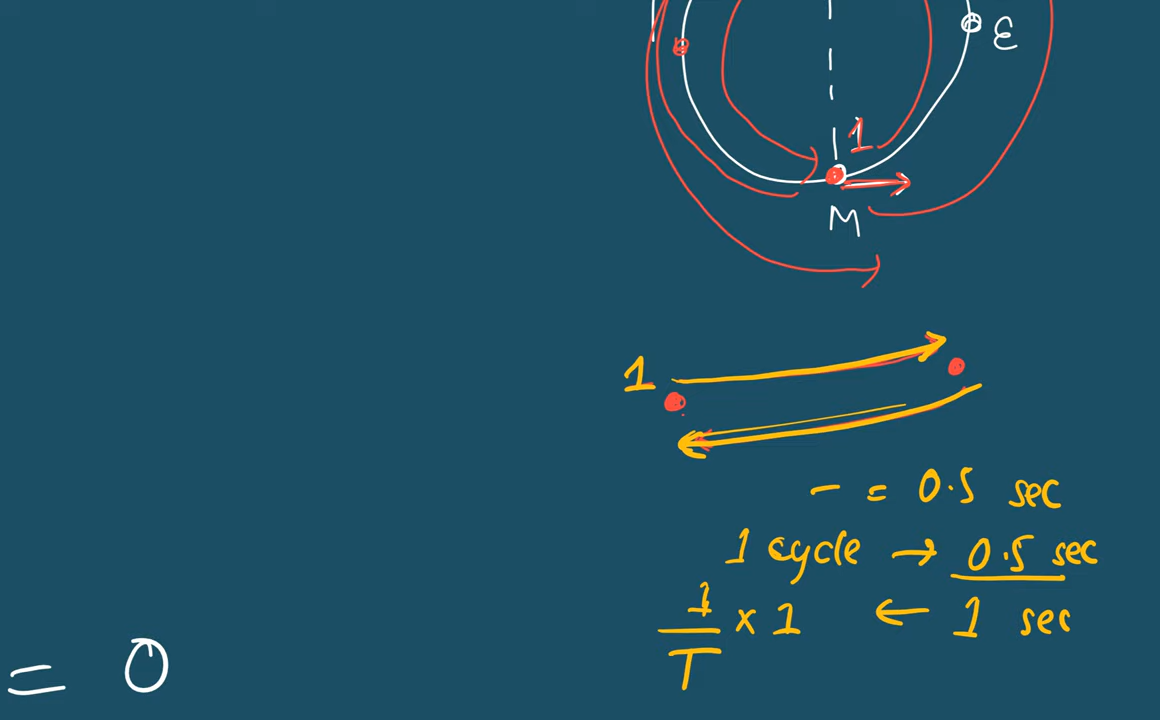 ε
1
M
1
- = 0.5 sec
1 cycle → 0.5 sec
1/T × 1 ← 1 sec
= 0